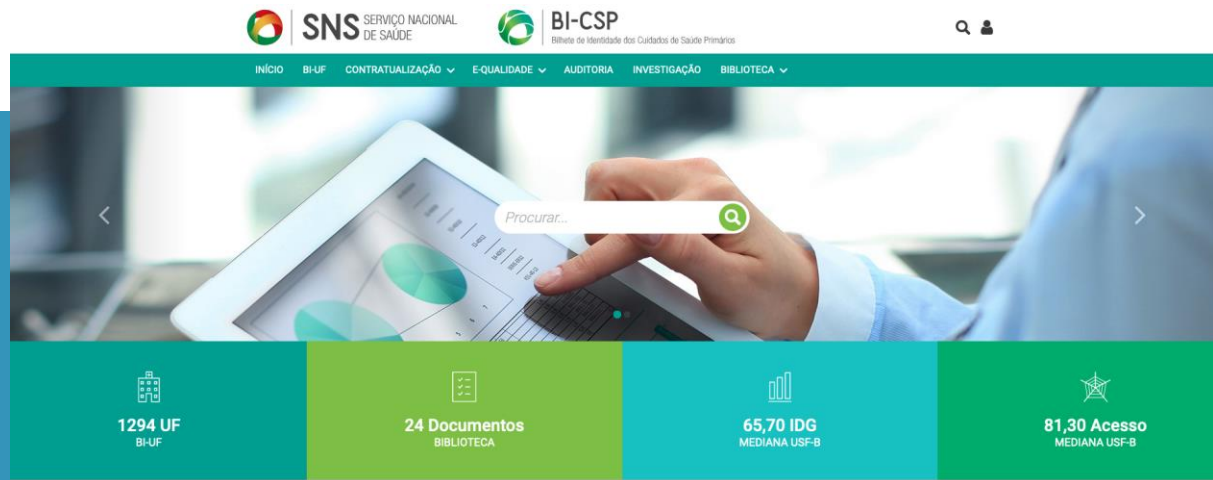 SNS SERVIÇO NACIONAL
DE SAÚDE
BI-CSP
Bilhete de Identidade dos Cuidados de Saúde Primários
INÍCIO BI-UF CONTRATUALIZAÇÃO E-QUALIDADE AUDITORIA INVESTIGAÇÃO BIBLIOTECA
Procurar...
1294 UF
BI-UF
24 Documentos
BIBLIOTECA
65,70 IDG
MEDIANA USF-B
81,30 Acesso
MEDIANA USF-B